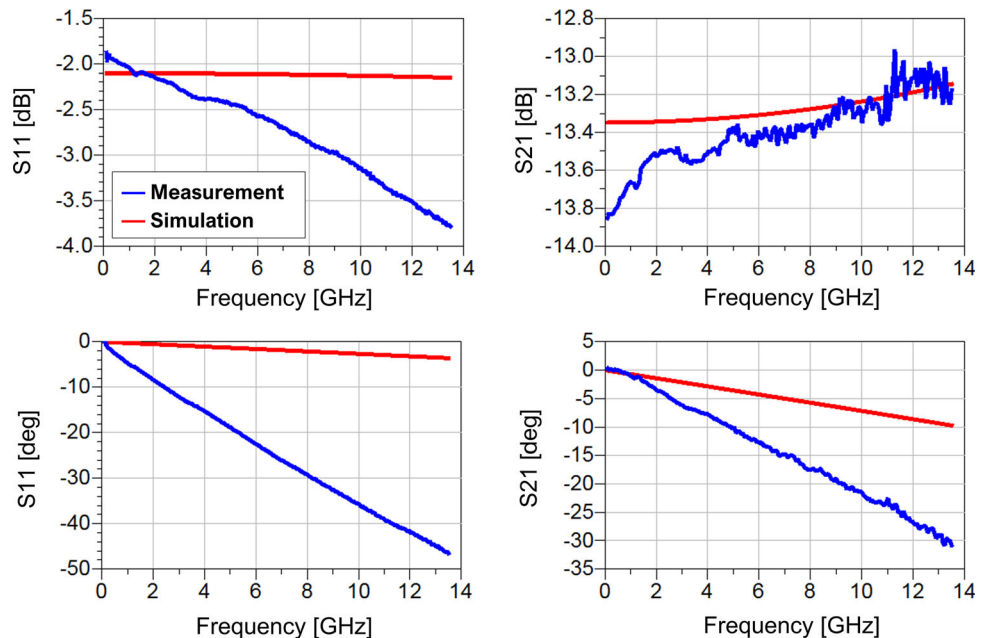 S11 [dB]
-1.5
-2.0
-2.5
-3.0
-3.5
-4.0
Measurement
Simulation
0 2 4 6 8 10 12 14
Frequency [GHz]
S21 [dB]
-12.8
-13.0
-13.2
-13.4
-13.6
-13.8
-14.0
0 2 4 6 8 10 12 14
Frequency [GHz]
S11 [deg]
0
-10
-20
-30
-40
-50
0 2 4 6 8 10 12 14
Frequency [GHz]
S21 [deg]
5
0
-5
-10
-15
-20
-25
-30
-35
0 2 4 6 8 10 12 14
Frequency [GHz]